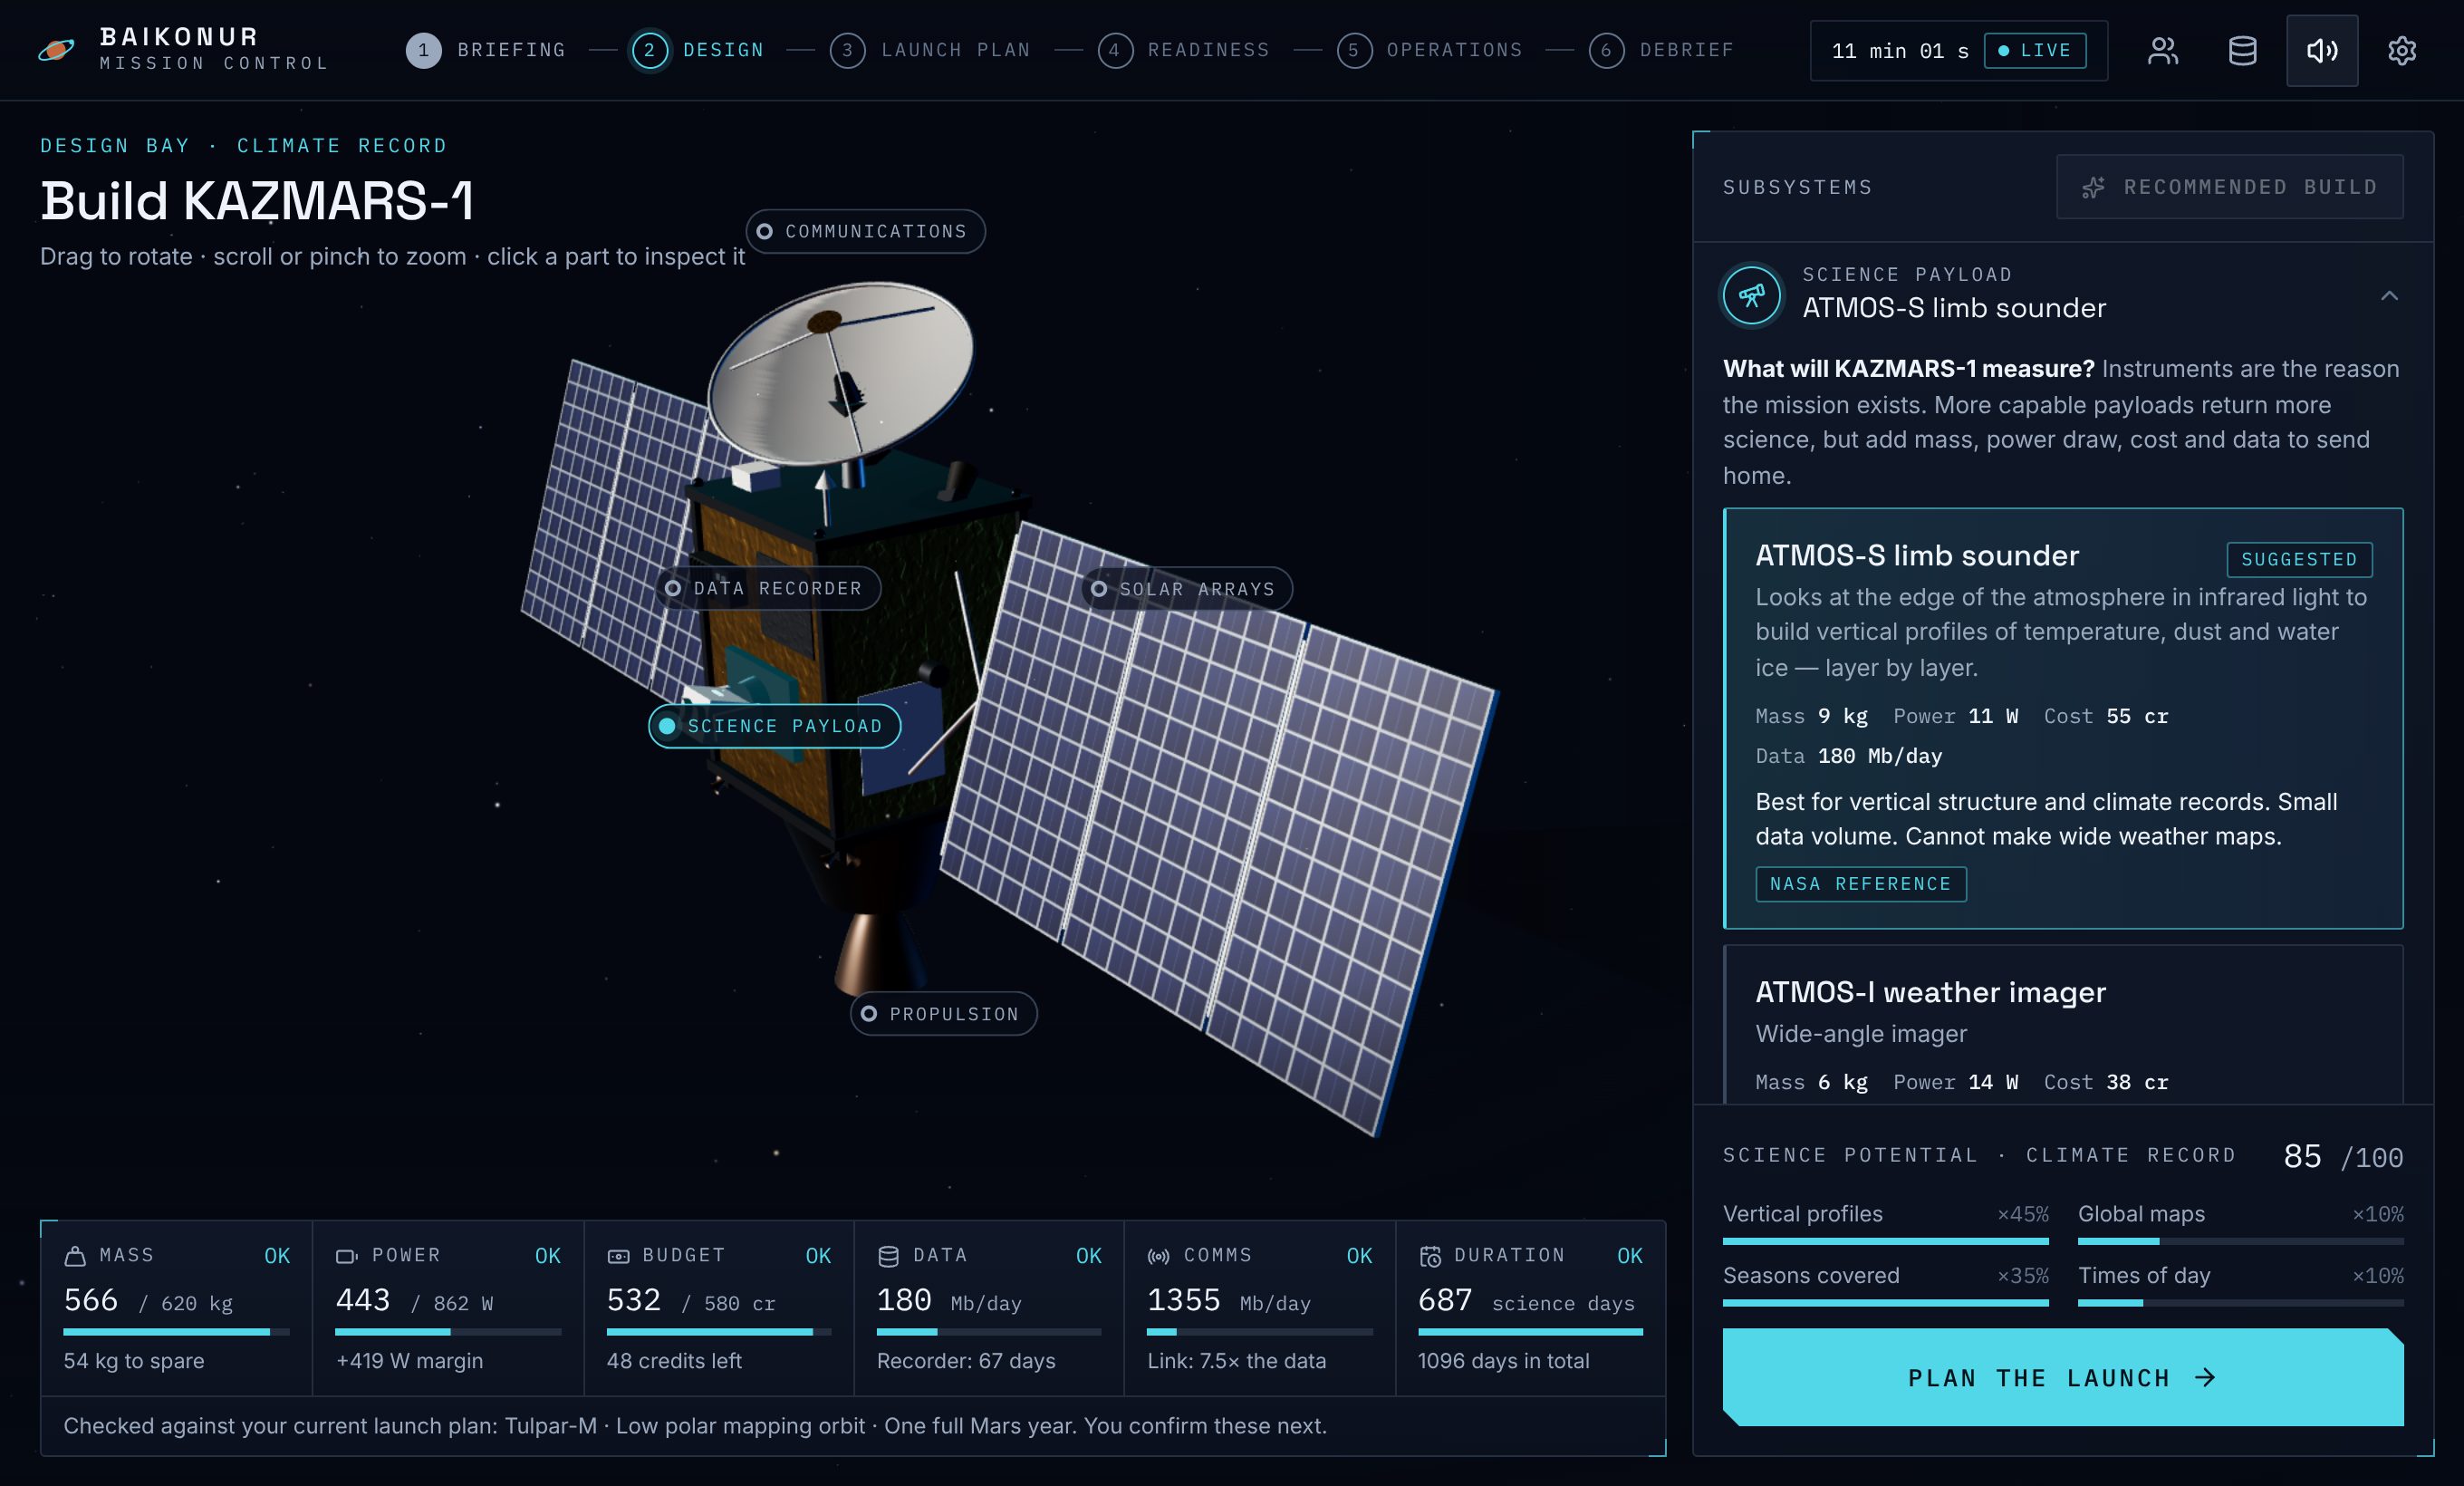 BAIKONUR
MISSION CONTROL
1 BRIEFING
2 DESIGN
3 LAUNCH PLAN
4 READINESS
5 OPERATIONS
6 DEBRIEF
11 min 01 s
LIVE
DESIGN BAY · CLIMATE RECORD
Build KAZMARS-1
Drag to rotate · scroll or pinch to zoom · click a part to inspect it
COMMUNICATIONS
DATA RECORDER
SOLAR ARRAYS
SCIENCE PAYLOAD
PROPULSION
MASS OK
566 / 620 kg
54 kg to spare
POWER OK
443 / 862 W
+419 W margin
BUDGET OK
532 / 580 cr
48 credits left
DATA OK
180 Mb/day
Recorder: 67 days
COMMS OK
1355 Mb/day
Link: 7.5× the data
DURATION OK
687 science days
1096 days in total
Checked against your current launch plan: Tulpar-M · Low polar mapping orbit · One full Mars year. You confirm these next.
SUBSYSTEMS
RECOMMENDED BUILD
SCIENCE PAYLOAD
ATMOS-S limb sounder
What will KAZMARS-1 measure? Instruments are the reason
the mission exists. More capable payloads return more
science, but add mass, power draw, cost and data to send
home.
ATMOS-S limb sounder
SUGGESTED
Looks at the edge of the atmosphere in infrared light to
build vertical profiles of temperature, dust and water
ice — layer by layer.
Mass 9 kg Power 11 W Cost 55 cr
Data 180 Mb/day
Best for vertical structure and climate records. Small
data volume. Cannot make wide weather maps.
NASA REFERENCE
ATMOS-I weather imager
Wide-angle imager
Mass 6 kg Power 14 W Cost 38 cr
SCIENCE POTENTIAL · CLIMATE RECORD 85 /100
Vertical profiles ×45%
Global maps ×10%
Seasons covered ×35%
Times of day ×10%
PLAN THE LAUNCH →